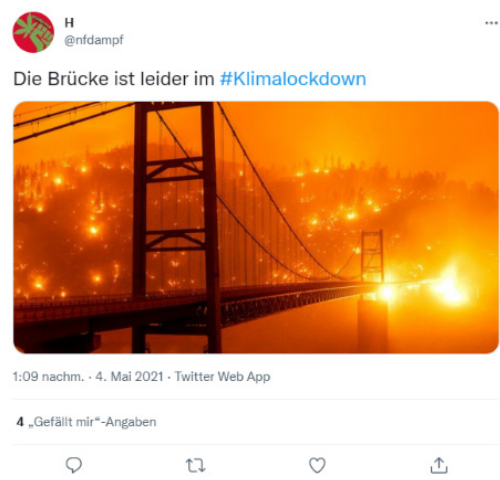 H
@nfdampf
Die Brücke ist leider im #Klimalockdown
1:09 nachm. · 4. Mai 2021 · Twitter Web App
4 „Gefällt mir“-Angaben